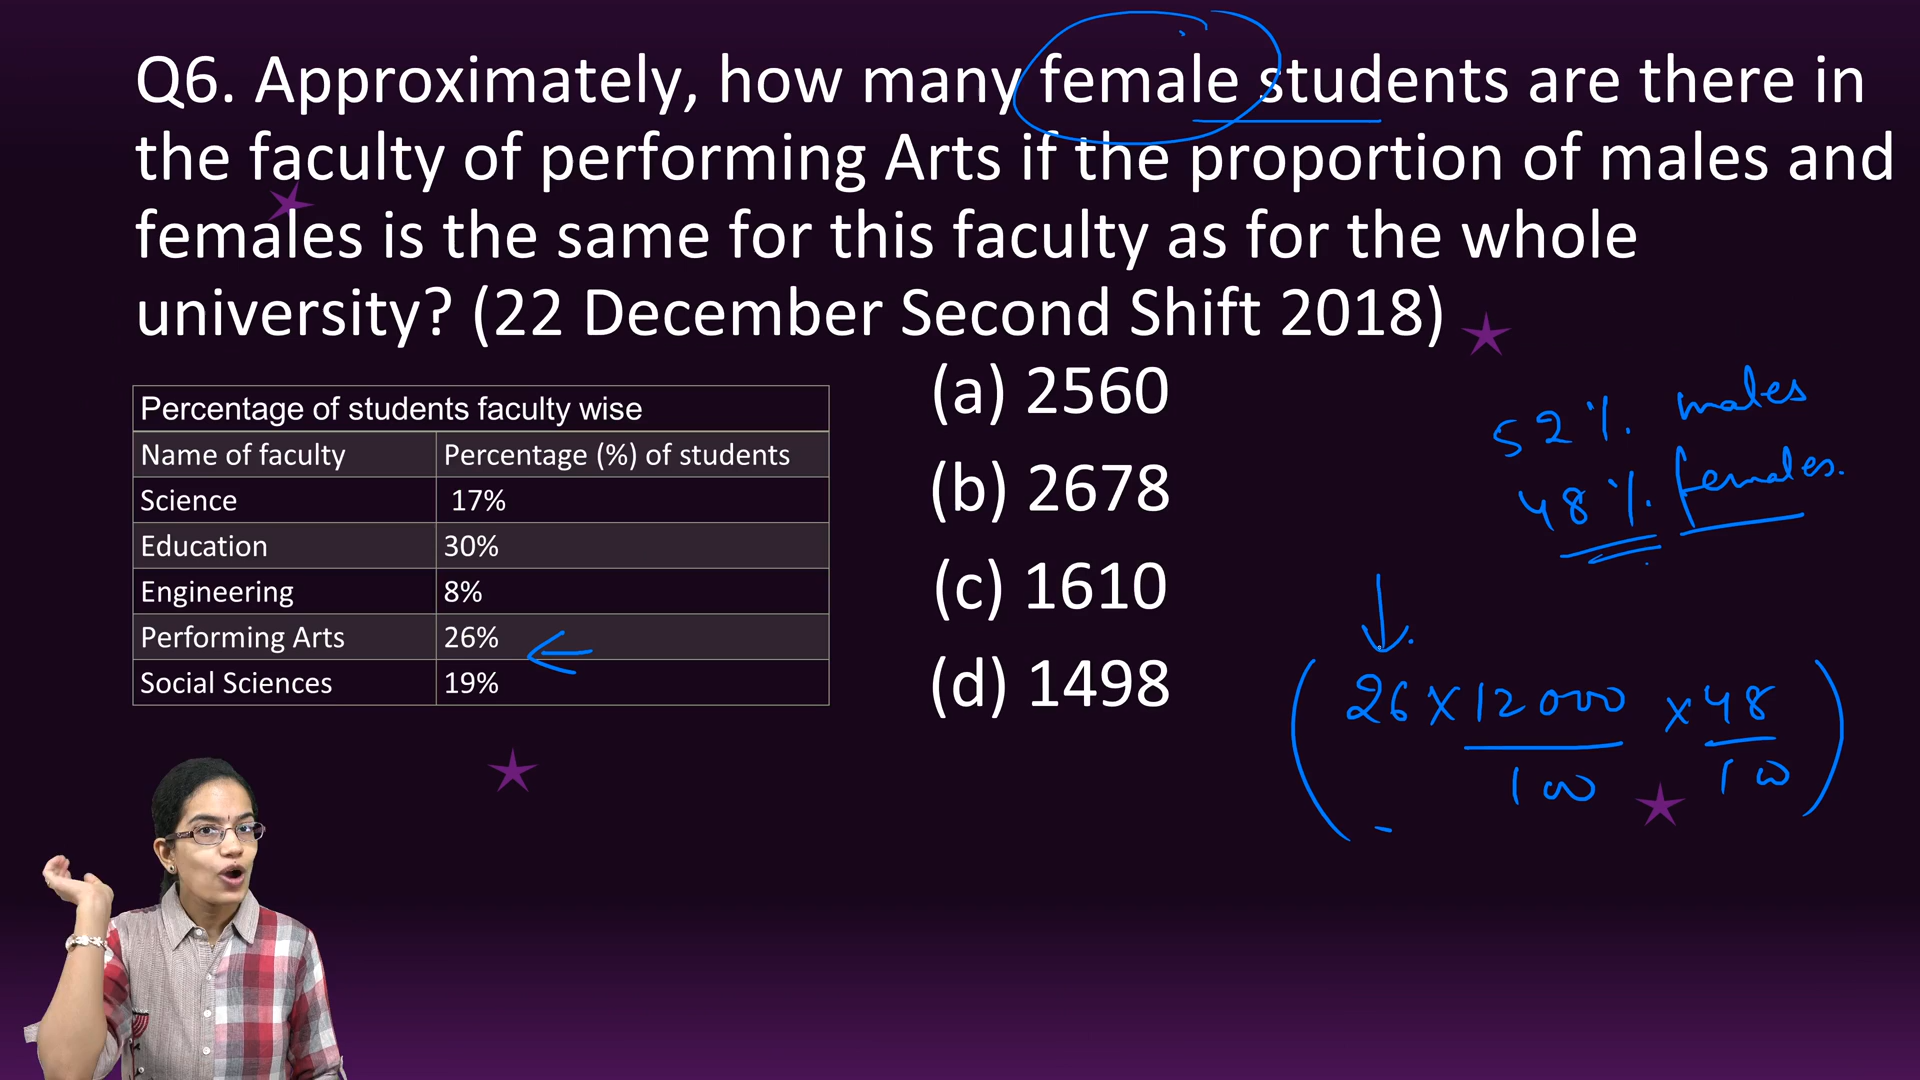 Q6. Approximately, how many female students are there in
the faculty of performing Arts if the proportion of males and
females is the same for this faculty as for the whole
university? (22 December Second Shift 2018)
Percentage of students faculty wise
Name of faculty Percentage (%) of students
Science 17%
Education 30%
Engineering 8%
Performing Arts 26%
Social Sciences 19%
(a) 2560
(b) 2678
(c) 1610
(d) 1498
52% males
48% females.
(26 × 12000 × 48)
100 100